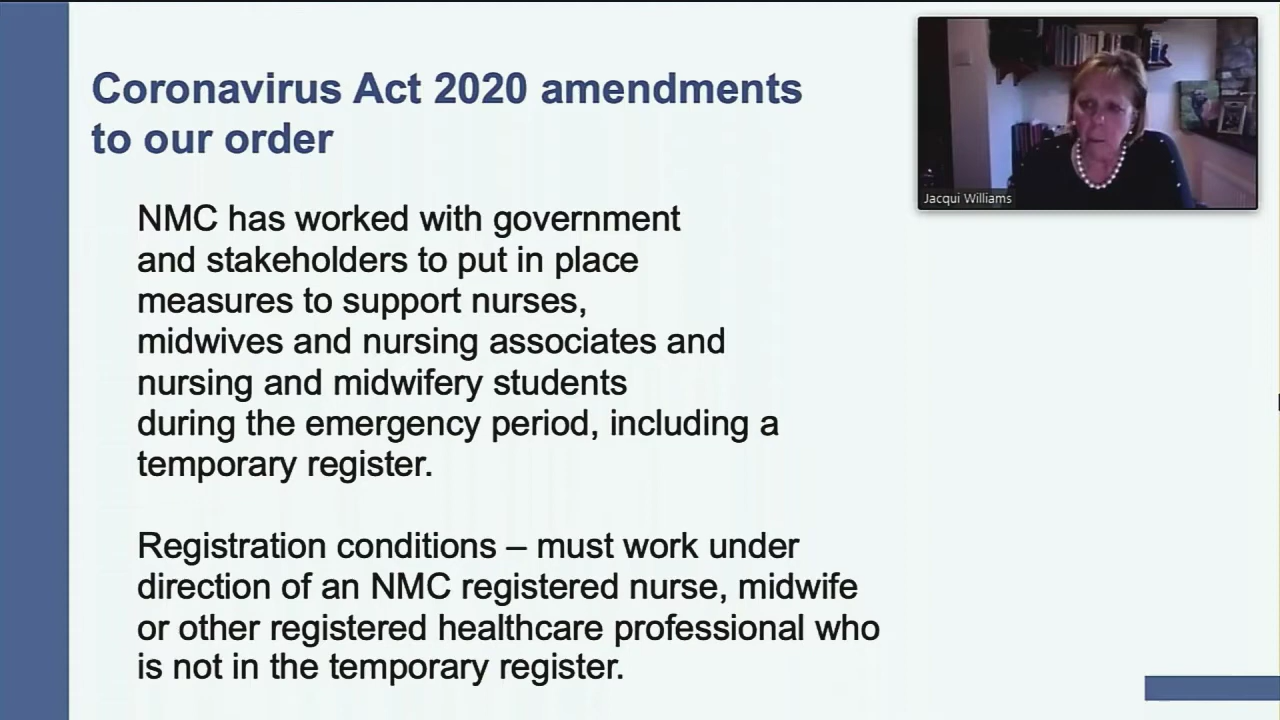 Coronavirus Act 2020 amendments
to our order
Jacqui Williams
NMC has worked with government
and stakeholders to put in place
measures to support nurses,
midwives and nursing associates and
nursing and midwifery students
during the emergency period, including a
temporary register.
Registration conditions – must work under
direction of an NMC registered nurse, midwife
or other registered healthcare professional who
is not in the temporary register.